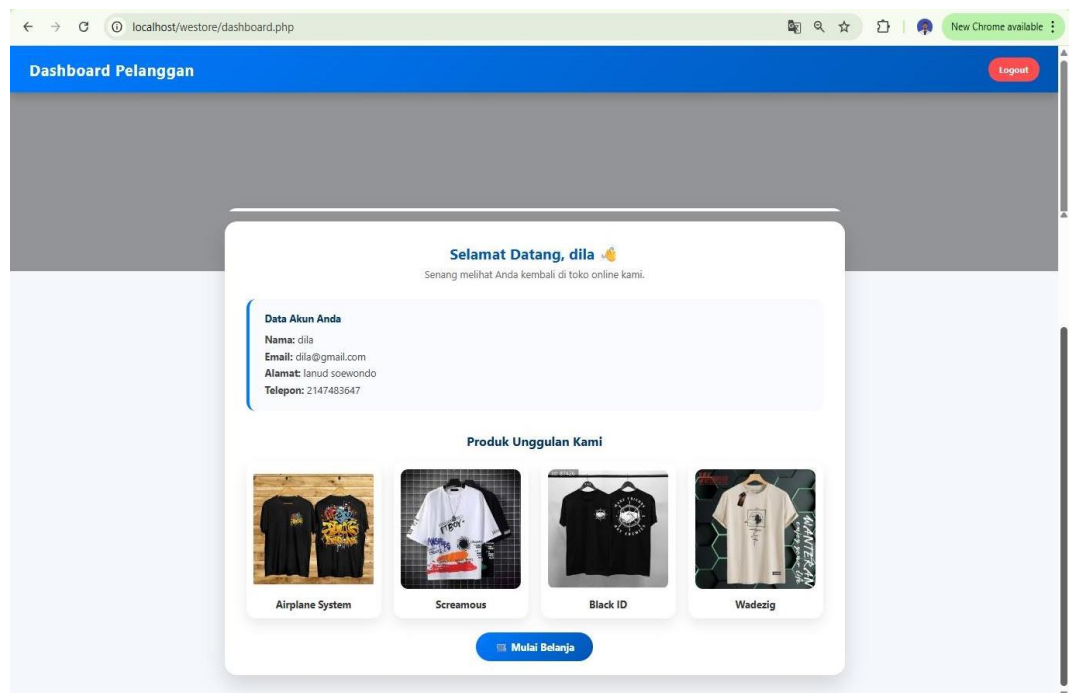 localhost/westore/dashboard.php
New Chrome available
Dashboard Pelanggan
Logout
Selamat Datang, dila 👋
Senang melihat Anda kembali di toko online kami.
Data Akun Anda
Nama: dila
Email: dila@gmail.com
Alamat: lanud soewondo
Telepon: 2147483647
Produk Unggulan Kami
Airplane System
Screamous
Black ID
Wadezig
Mulai Belanja